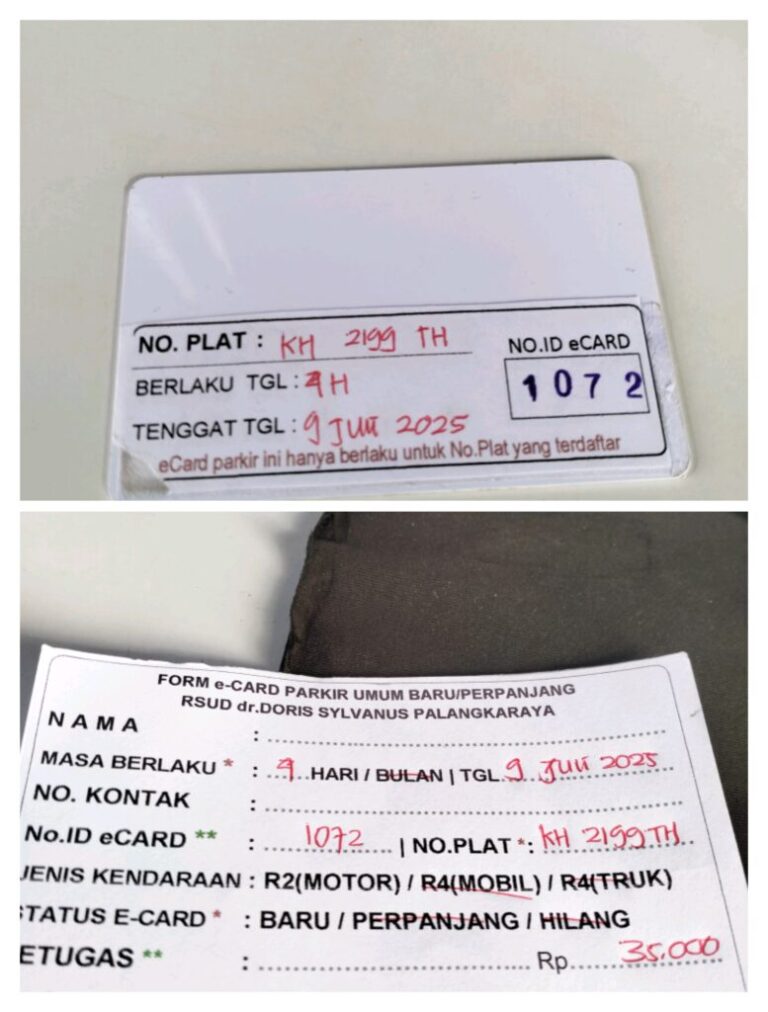 NO. PLAT : KH 2199 TH
NO.ID eCARD
BERLAKU TGL : 7 H
1072
TENGGAT TGL : 9 JULI 2025
eCard parkir ini hanya berlaku untuk No.Plat yang terdaftar
FORM e-CARD PARKIR UMUM BARU/PERPANJANG
RSUD dr.DORIS SYLVANUS PALANGKARAYA
NAMA :
MASA BERLAKU * : 7 HARI / BULAN | TGL. 9 JULI 2025
NO. KONTAK :
No.ID eCARD ** : 1072 | NO.PLAT *: KH 2199 TH
JENIS KENDARAAN : R2(MOTOR) / R4(MOBIL) / R4(TRUK)
STATUS E-CARD * : BARU / PERPANJANG / HILANG
ETUGAS ** : Rp. 35.000